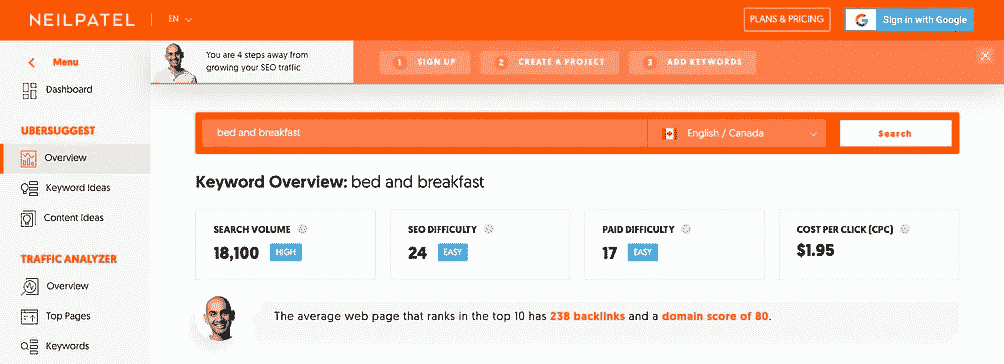 NEILPATEL EN PLANS & PRICING Sign in with Google
Menu
You are 4 steps away from
growing your SEO traffic
1 SIGN UP 2 CREATE A PROJECT 3 ADD KEYWORDS
Dashboard
UBERSUGGEST
bed and breakfast English / Canada Search
Overview
Keyword Ideas
Content Ideas
Keyword Overview: bed and breakfast
SEARCH VOLUME
18,100 HIGH
SEO DIFFICULTY
24 EASY
PAID DIFFICULTY
17 EASY
COST PER CLICK (CPC)
$1.95
TRAFFIC ANALYZER
Overview
Top Pages
Keywords
The average web page that ranks in the top 10 has 238 backlinks and a domain score of 80.